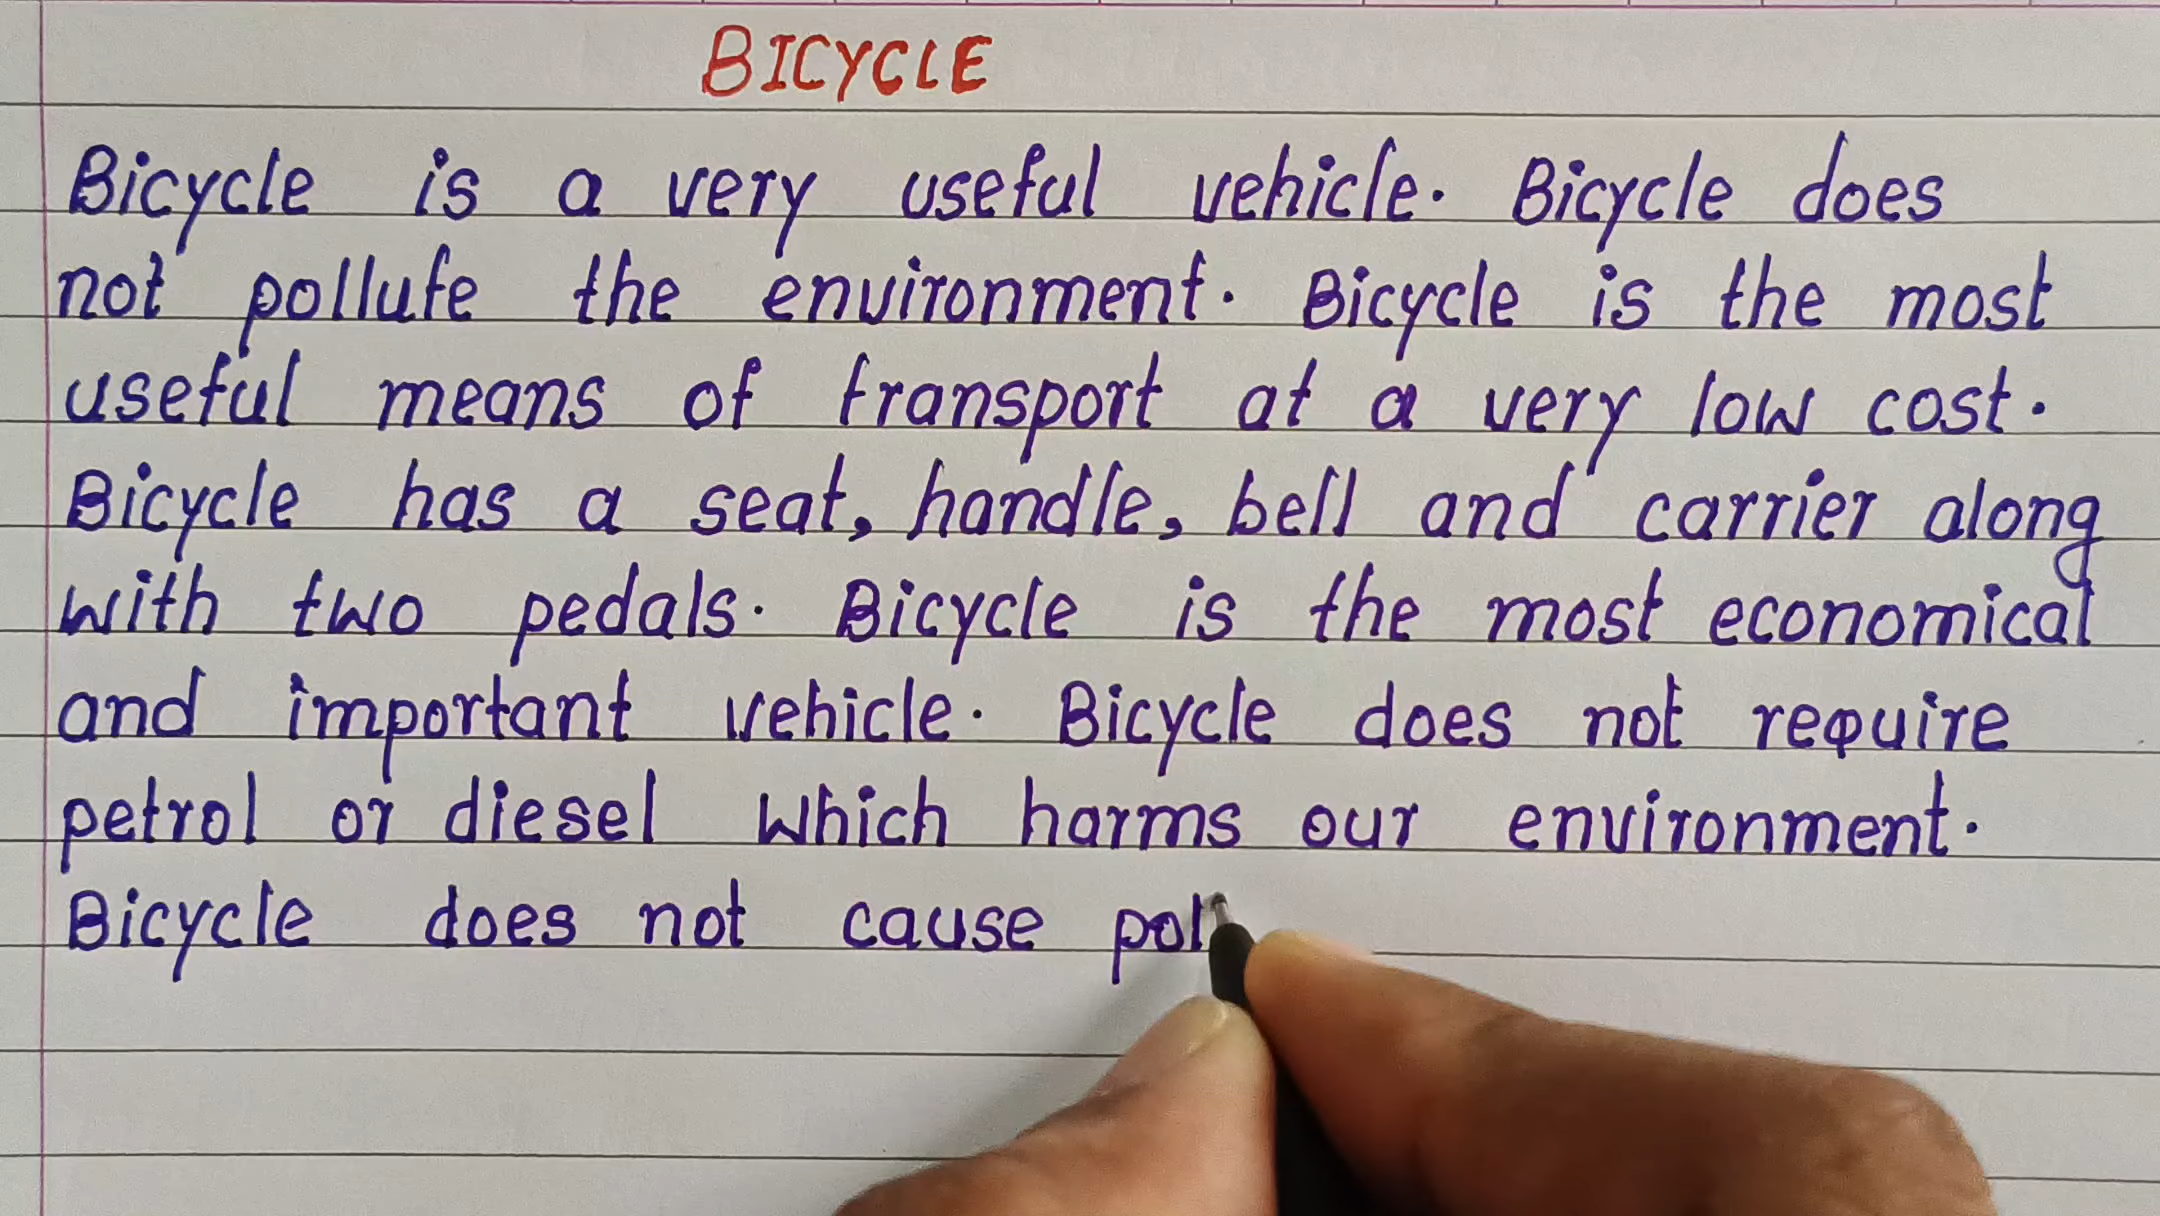 BICYCLE
Bicycle is a very useful vehicle. Bicycle does
not pollute the environment. Bicycle is the most
useful means of transport at a very low cost.
Bicycle has a seat, handle, bell and carrier along
with two pedals. Bicycle is the most economical
and important vehicle. Bicycle does not require
petrol or diesel which harms our environment.
Bicycle does not cause pol